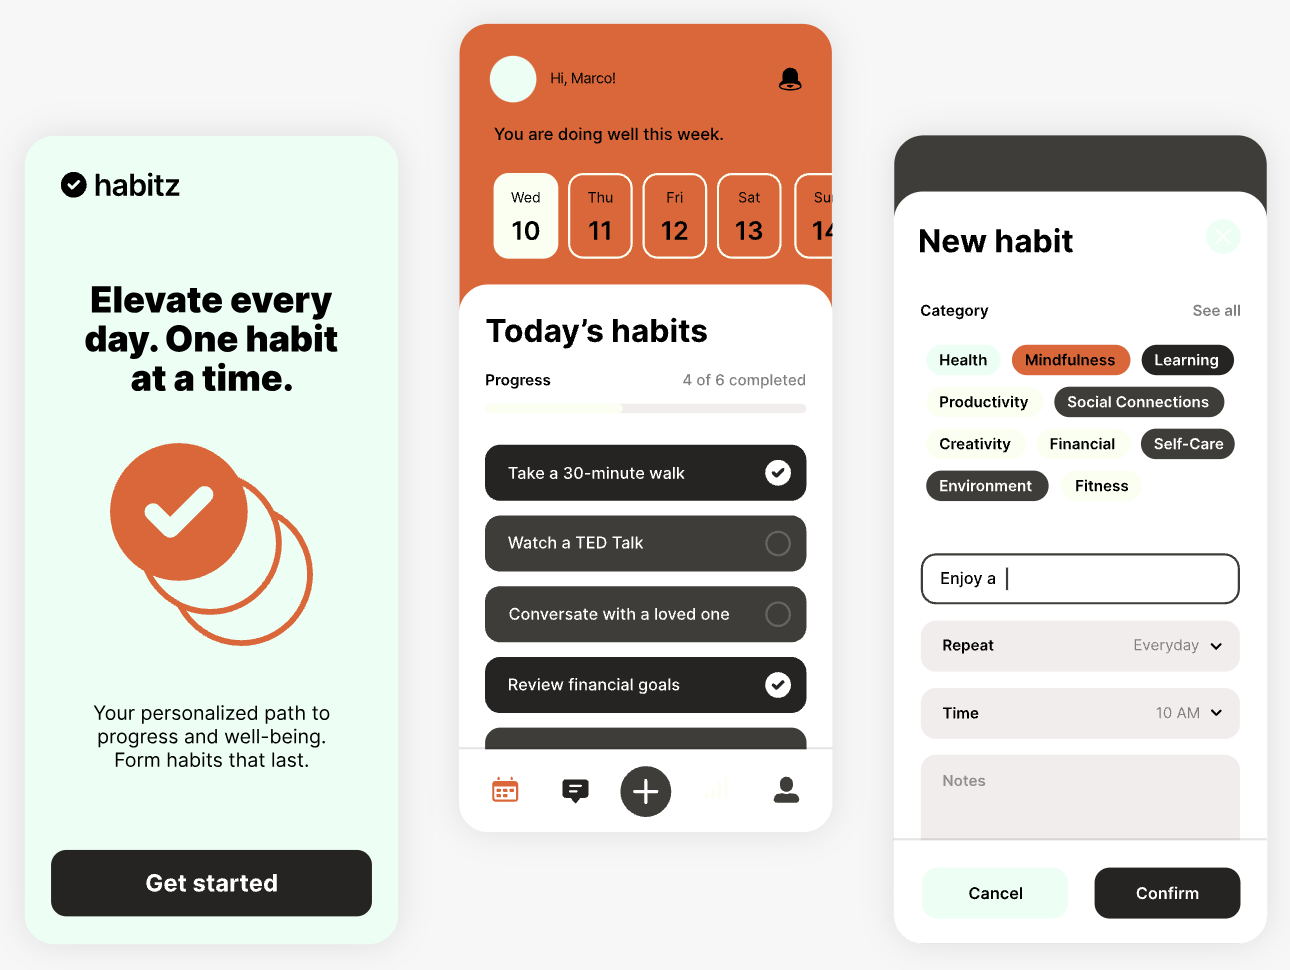 habitz
Elevate every
day. One habit
at a time.
Your personalized path to
progress and well-being.
Form habits that last.
Get started
Hi, Marco!
You are doing well this week.
Wed Thu Fri Sat Sun
10 11 12 13 14
Today's habits
Progress 4 of 6 completed
Take a 30-minute walk
Watch a TED Talk
Conversate with a loved one
Review financial goals
New habit
Category See all
Health Mindfulness Learning
Productivity Social Connections
Creativity Financial Self-Care
Environment Fitness
Enjoy a
Repeat Everyday
Time 10 AM
Notes
Cancel Confirm